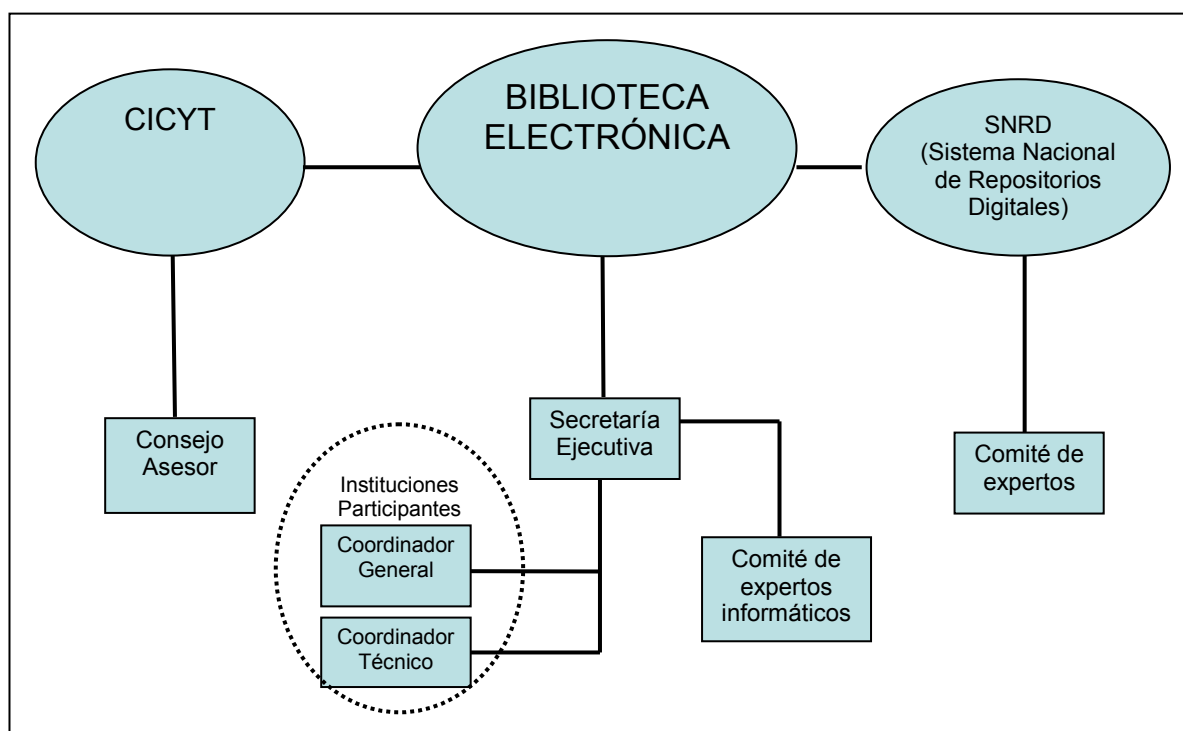 CICYT
BIBLIOTECA
ELECTRÓNICA
SNRD
(Sistema Nacional
de Repositorios
Digitales)
Consejo
Asesor
Secretaría
Ejecutiva
Comité de
expertos
Instituciones
Participantes
Coordinador
General
Coordinador
Técnico
Comité de
expertos
informáticos